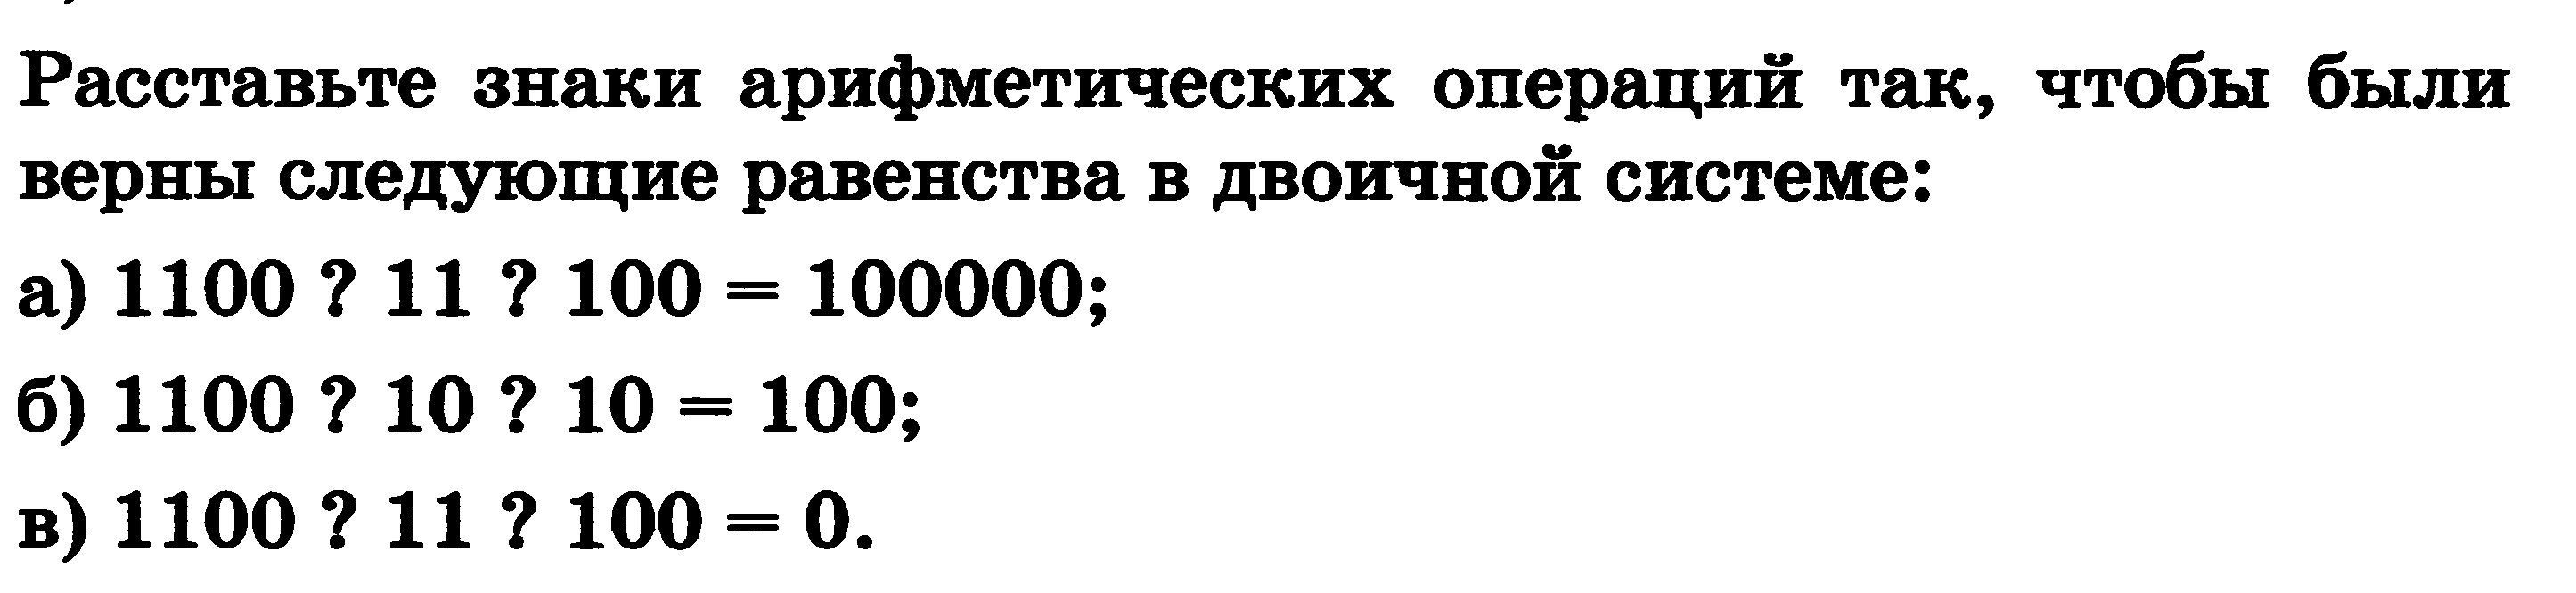 Расставьте знаки арифметических операций так, чтобы были
верны следующие равенства в двоичной системе:
а) 1100 ? 11 ? 100 = 100000;
б) 1100 ? 10 ? 10 = 100;
в) 1100 ? 11 ? 100 = 0.